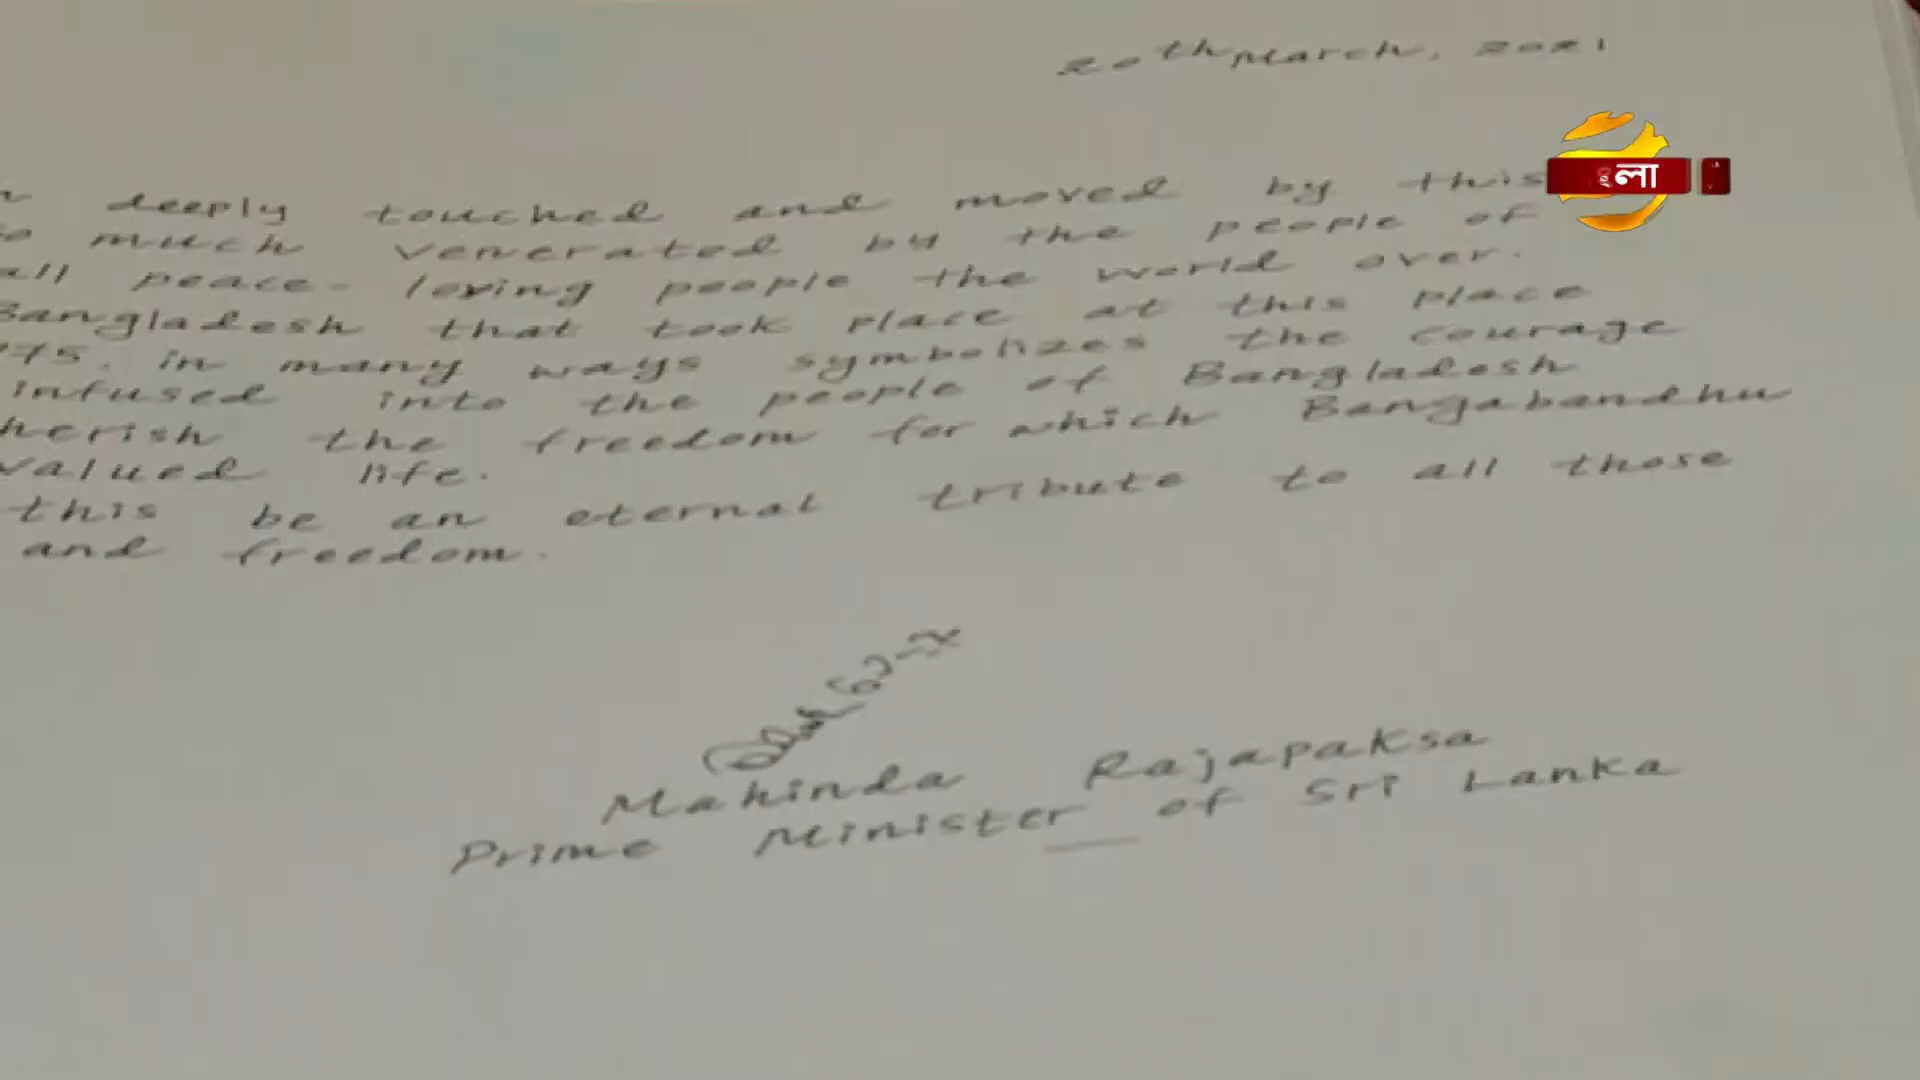 20th March, 2021
deeply touched and moved by this
much venerated by the people of
all peace-loving people the world over.
Bangladesh that took place at this place
'75. in many ways symbolizes the courage
infused into the people of Bangladesh
herish the freedom for which Bangabandhu
valued life.
this be an eternal tribute to all those
and freedom.
Mahinda Rajapaksa
Prime Minister of Sri Lanka
লা